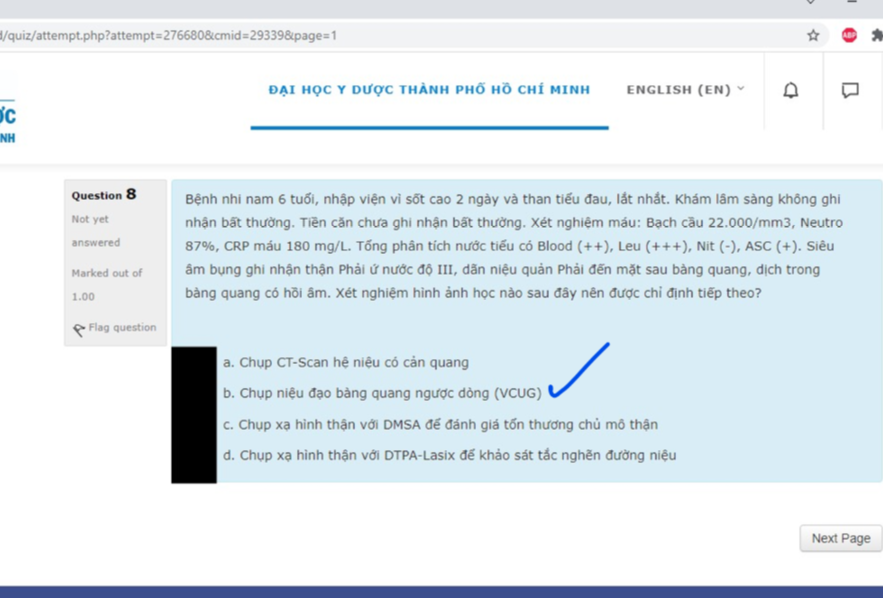 d/quiz/attempt.php?attempt=276680&cmid=29339&page=1
ABP
ĐẠI HỌC Y DƯỢC THÀNH PHỐ HỒ CHÍ MINH
ENGLISH (EN)
ỢC
NH
Question 8
Not yet
answered
Marked out of
1.00
Flag question
Bệnh nhi nam 6 tuổi, nhập viện vì sốt cao 2 ngày và than tiểu đau, lắt nhắt. Khám lâm sàng không ghi
nhận bất thường. Tiền căn chưa ghi nhận bất thường. Xét nghiệm máu: Bạch cầu 22.000/mm3, Neutro
87%, CRP máu 180 mg/L. Tổng phân tích nước tiểu có Blood (++), Leu (+++), Nit (-), ASC (+). Siêu
âm bụng ghi nhận thận Phải ứ nước độ III, dãn niệu quản Phải đến mặt sau bàng quang, dịch trong
bàng quang có hồi âm. Xét nghiệm hình ảnh học nào sau đây nên được chỉ định tiếp theo?
a. Chụp CT-Scan hệ niệu có cản quang
b. Chụp niệu đạo bàng quang ngược dòng (VCUG)
c. Chụp xạ hình thận với DMSA để đánh giá tổn thương chủ mô thận
d. Chụp xạ hình thận với DTPA-Lasix để khảo sát tắc nghẽn đường niệu
Next Page